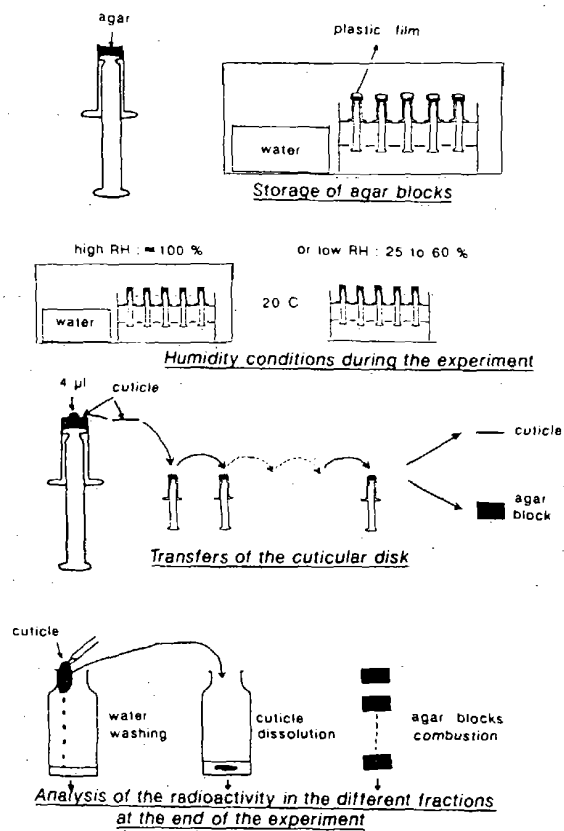 agar
plastic film
water
Storage of agar blocks
high RH : ≈ 100 %
or low RH : 25 to 60 %
20 C
water
Humidity conditions during the experiment
4 µl
cuticle
cuticle
agar
block
Transfers of the cuticular disk
cuticle
water
washing
cuticle
dissolution
agar blocks
combustion
Analysis of the radioactivity in the different fractions
at the end of the experiment